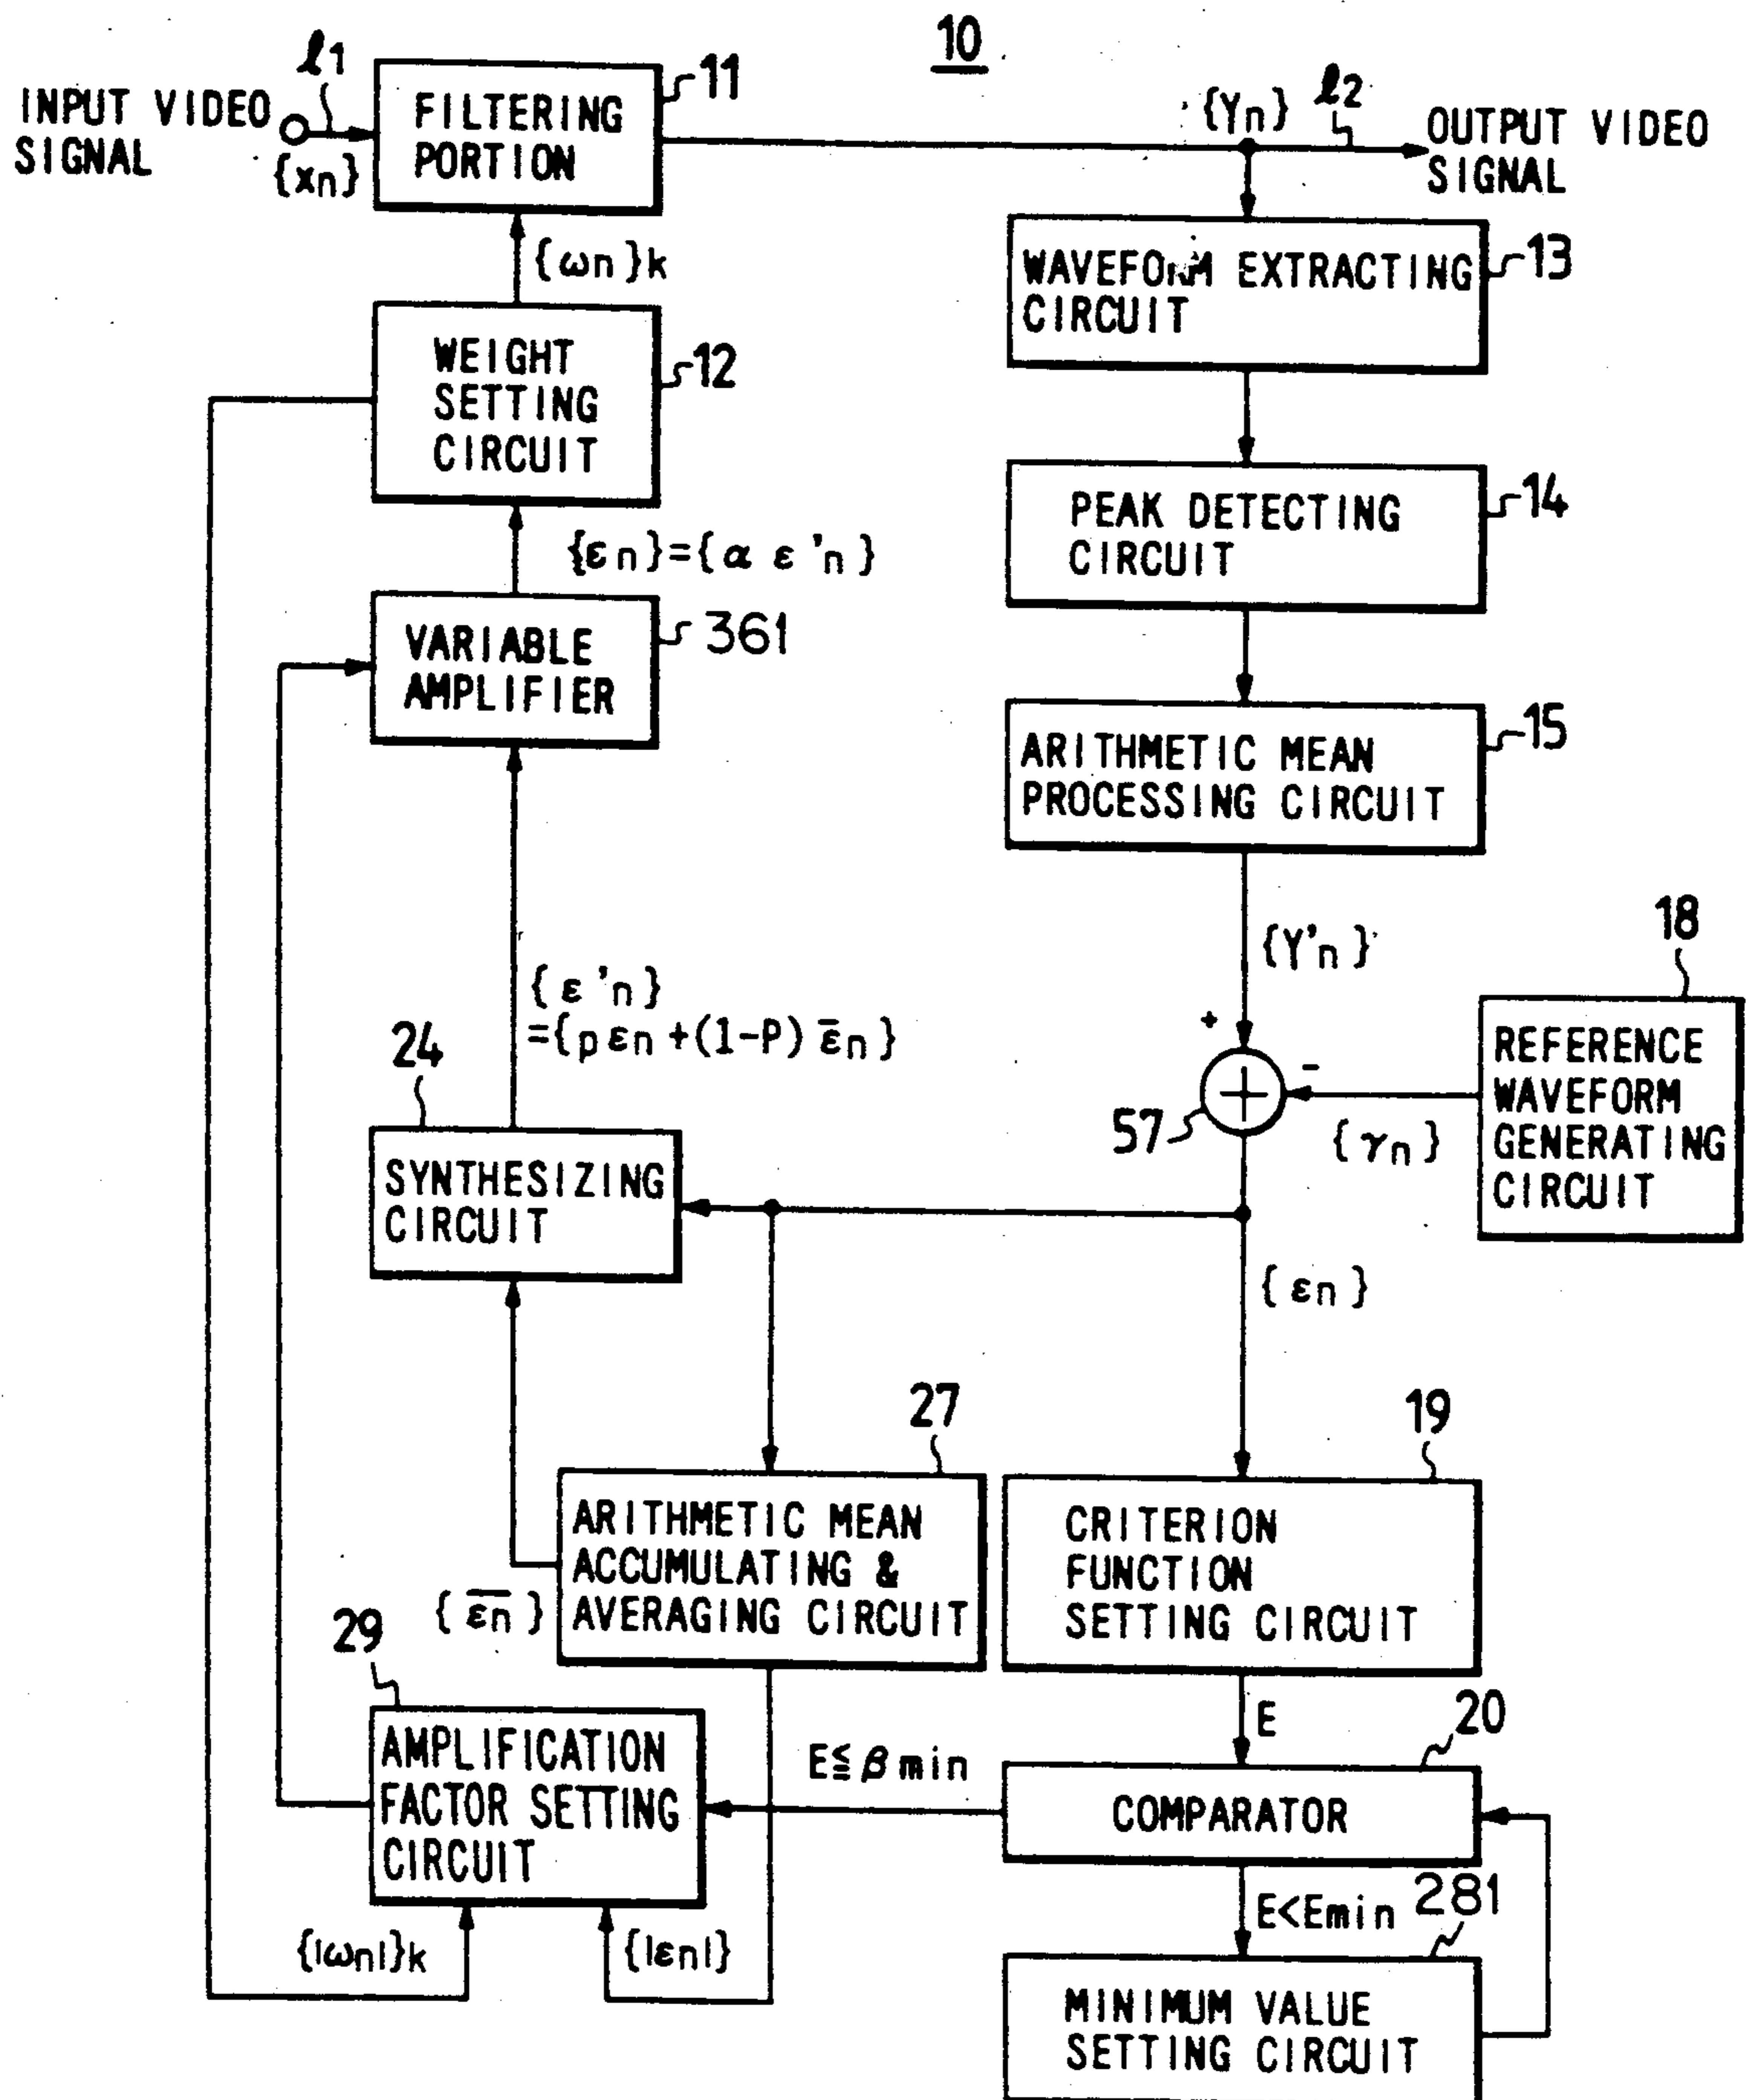 10
ℓ1
11
INPUT VIDEO
SIGNAL
{xn}
FILTERING
PORTION
{Yn}
ℓ2
OUTPUT VIDEO
SIGNAL
{ωn}k
WAVEFORM EXTRACTING
CIRCUIT
13
WEIGHT
SETTING
CIRCUIT
12
PEAK DETECTING
CIRCUIT
14
{εn}={α ε'n}
VARIABLE
AMPLIFIER
361
ARITHMETIC MEAN
PROCESSING CIRCUIT
15
{Y'n}
18
{ε'n}
={pεn+(1-P) ε̅n}
24
+
-
57
{γn}
REFERENCE
WAVEFORM
GENERATING
CIRCUIT
SYNTHESIZING
CIRCUIT
{εn}
27
19
ARITHMETIC MEAN
ACCUMULATING &
AVERAGING CIRCUIT
CRITERION
FUNCTION
SETTING CIRCUIT
{ε̅n̅}
29
E
20
AMPLIFICATION
FACTOR SETTING
CIRCUIT
E≦βmin
COMPARATOR
E<Emin
281
{|ωn|}k
{|εn|}
MINIMUM VALUE
SETTING CIRCUIT